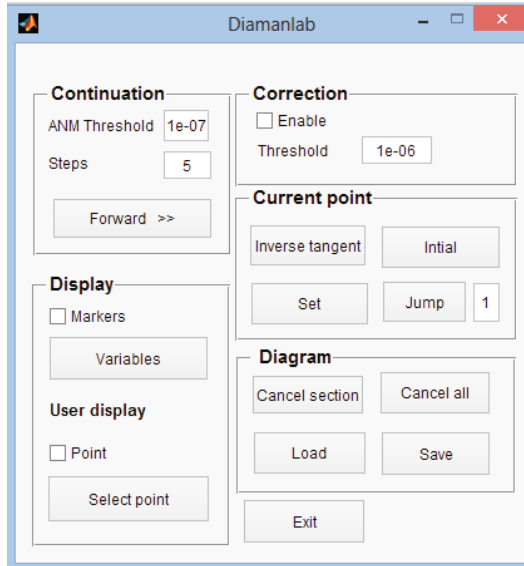 Diamanlab
Continuation
ANM Threshold 1e-07
Steps 5
Forward >>
Correction
Enable
Threshold 1e-06
Current point
Inverse tangent Intial
Set Jump 1
Display
Markers
Variables
User display
Point
Select point
Diagram
Cancel section Cancel all
Load Save
Exit